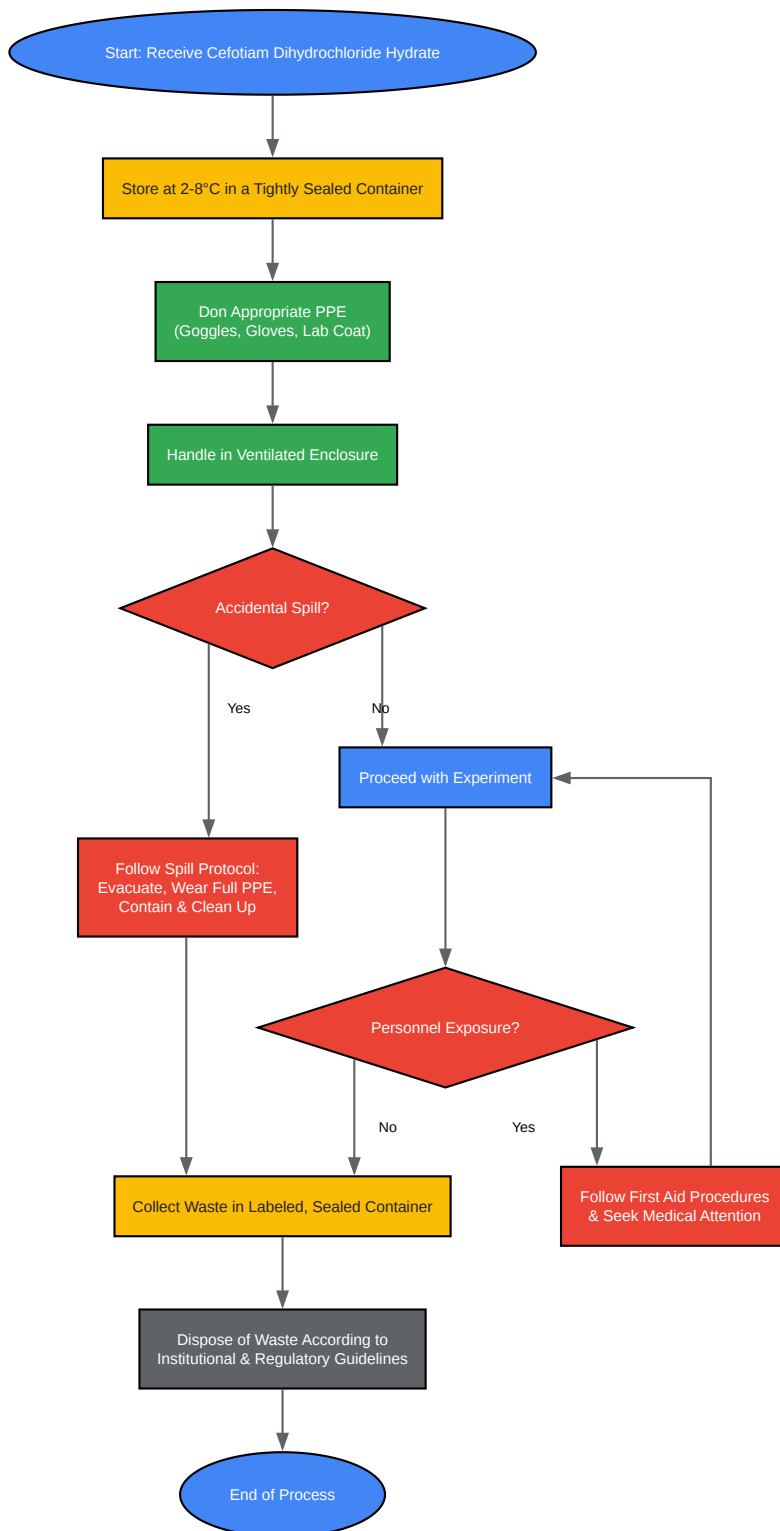 Start: Receive Cefotiam Dihydrochloride Hydrate
Store at 2-8°C in a Tightly Sealed Container
Don Appropriate PPE
(Goggles, Gloves, Lab Coat)
Handle in Ventilated Enclosure
Accidental Spill?
Yes
No
Proceed with Experiment
Follow Spill Protocol:
Evacuate, Wear Full PPE,
Contain & Clean Up
Personnel Exposure?
No
Yes
Collect Waste in Labeled, Sealed Container
Follow First Aid Procedures
& Seek Medical Attention
Dispose of Waste According to
Institutional & Regulatory Guidelines
End of Process